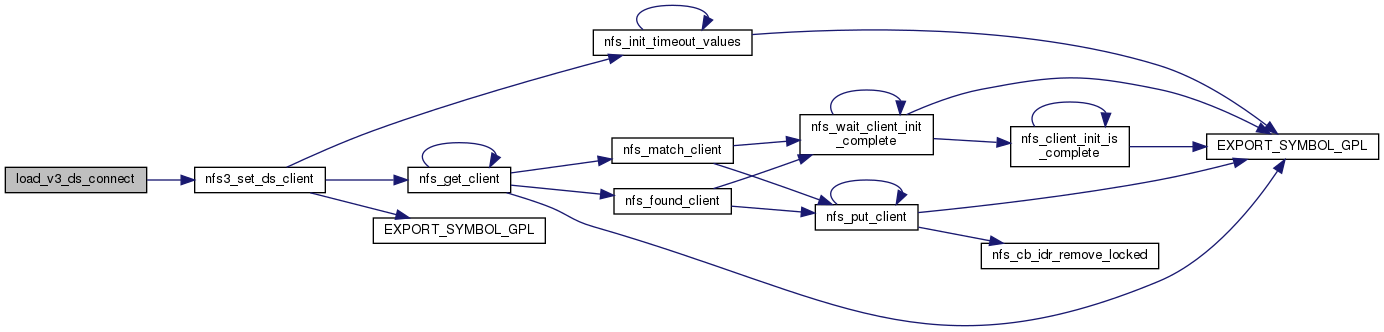 load_v3_ds_connect
nfs3_set_ds_client
nfs_init_timeout_values
nfs_get_client
EXPORT_SYMBOL_GPL
nfs_match_client
nfs_found_client
nfs_wait_client_init
_complete
nfs_put_client
nfs_client_init_is
_complete
nfs_cb_idr_remove_locked
EXPORT_SYMBOL_GPL